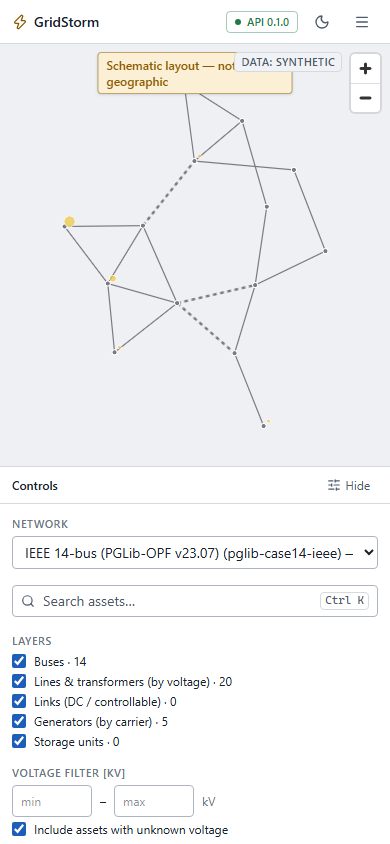 GridStorm
API 0.1.0
Schematic layout — not
geographic
DATA: SYNTHETIC
+
−
Controls
Hide
NETWORK
IEEE 14-bus (PGLib-OPF v23.07) (pglib-case14-ieee) —
Search assets...
Ctrl K
LAYERS
Buses · 14
Lines & transformers (by voltage) · 20
Links (DC / controllable) · 0
Generators (by carrier) · 5
Storage units · 0
VOLTAGE FILTER [KV]
min – max kV
Include assets with unknown voltage